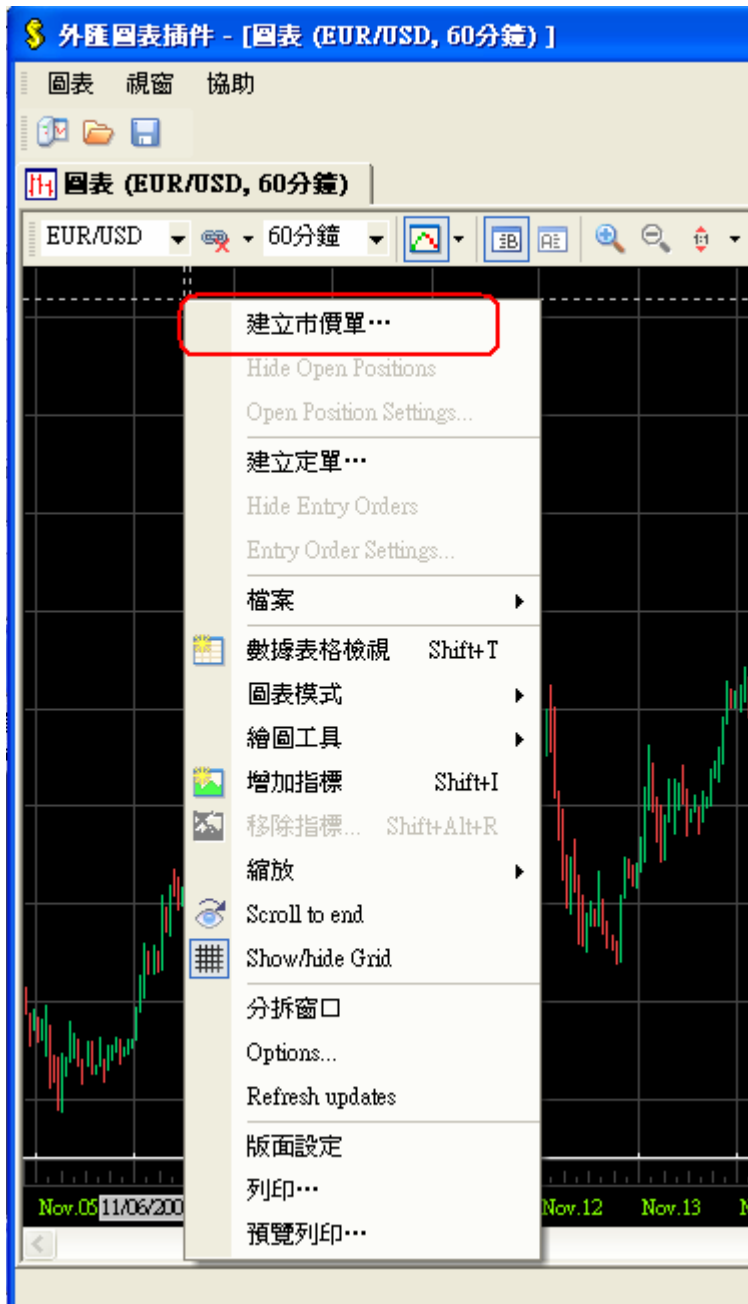 外匯圖表插件 - [圖表 (EUR/USD, 60分鐘) ]
圖表 視窗 協助
圖表 (EUR/USD, 60分鐘)
EUR/USD 60分鐘
建立市價單…
Hide Open Positions
Open Position Settings...
建立定單…
Hide Entry Orders
Entry Order Settings...
檔案
數據表格檢視 Shift+T
圖表模式
繪圖工具
增加指標 Shift+I
移除指標... Shift+Alt+R
縮放
Scroll to end
Show/hide Grid
分拆窗口
Options...
Refresh updates
版面設定
列印…
預覽列印…
Nov.05 11/06/200 Nov.12 Nov.13